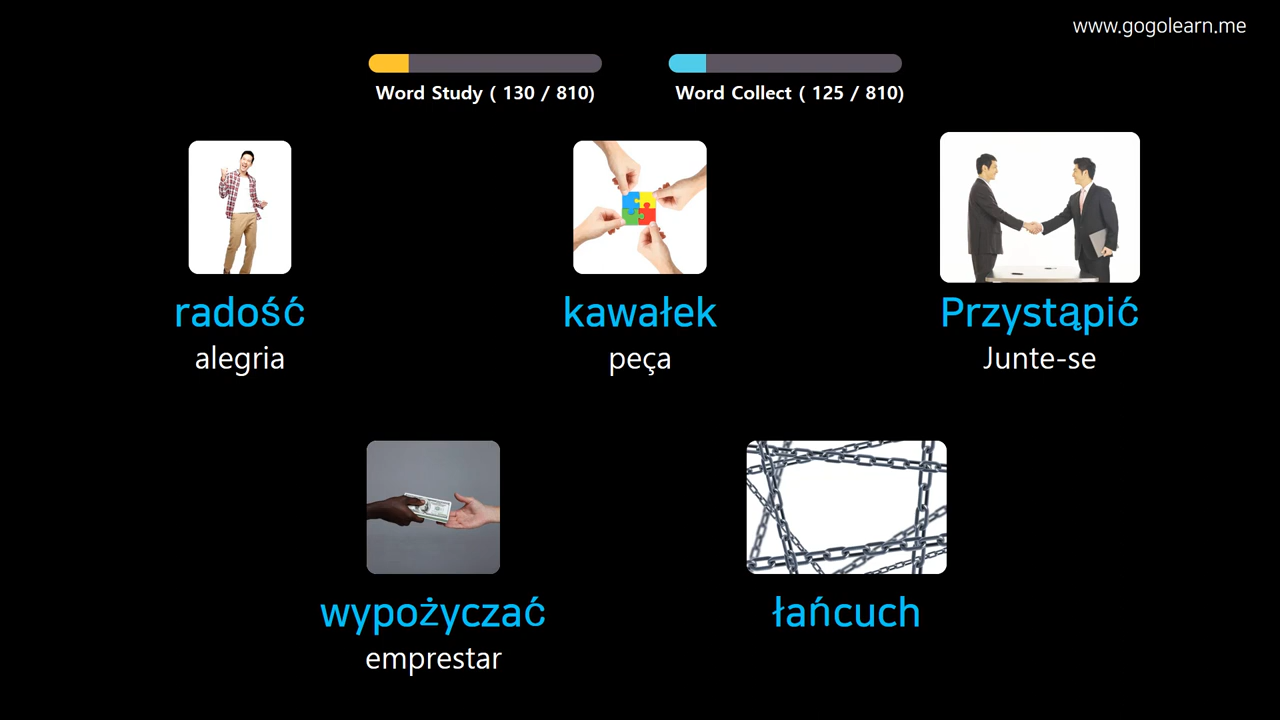 www.gogolearn.me
Word Study ( 130 / 810)
Word Collect ( 125 / 810)
radość
alegria
kawałek
peça
Przystąpić
Junte-se
wypożyczać
emprestar
łańcuch